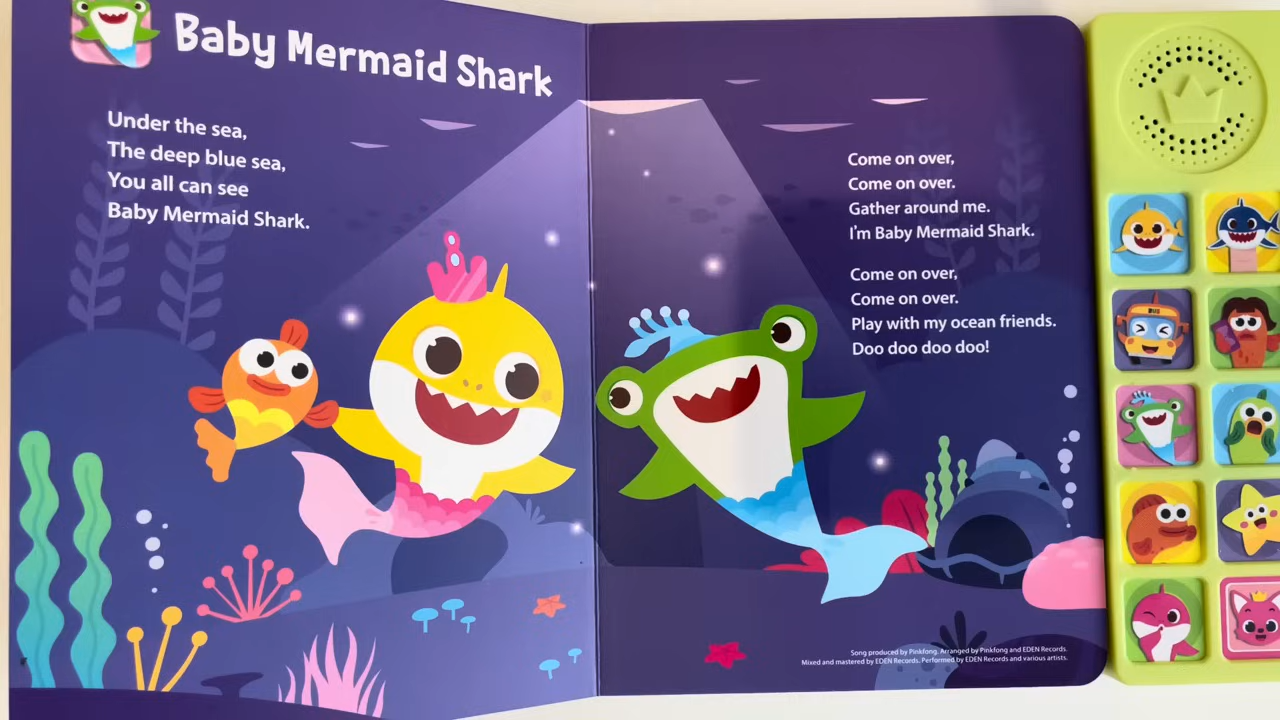 Baby Mermaid Shark
Under the sea,
The deep blue sea,
You all can see
Baby Mermaid Shark.
Come on over,
Come on over.
Gather around me.
I'm Baby Mermaid Shark.
Come on over,
Come on over.
Play with my ocean friends.
Doo doo doo doo!
Song produced by Pinkfong. Arranged by Pinkfong and EDEN Records.
Mixed and mastered by EDEN Records. Performed by EDEN Records and various artists.
BUS